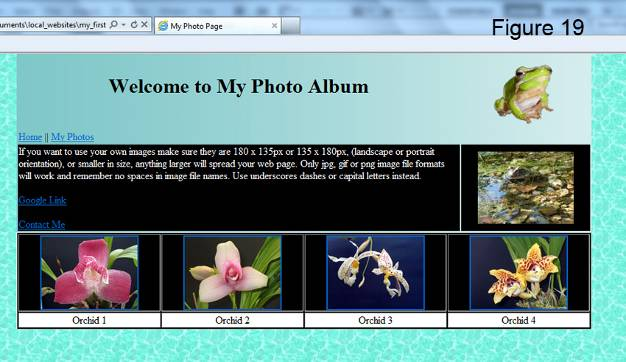 Figure 19
uments\local_websites\my_first
My Photo Page
Welcome to My Photo Album
Home || My Photos
If you want to use your own images make sure they are 180 x 135px or 135 x 180px, (landscape or portrait
orientation), or smaller in size, anything larger will spread your web page. Only jpg, gif or png image file formats
will work and remember no spaces in image file names. Use underscores dashes or capital letters instead.
Google Link
Contact Me
Orchid 1 Orchid 2 Orchid 3 Orchid 4